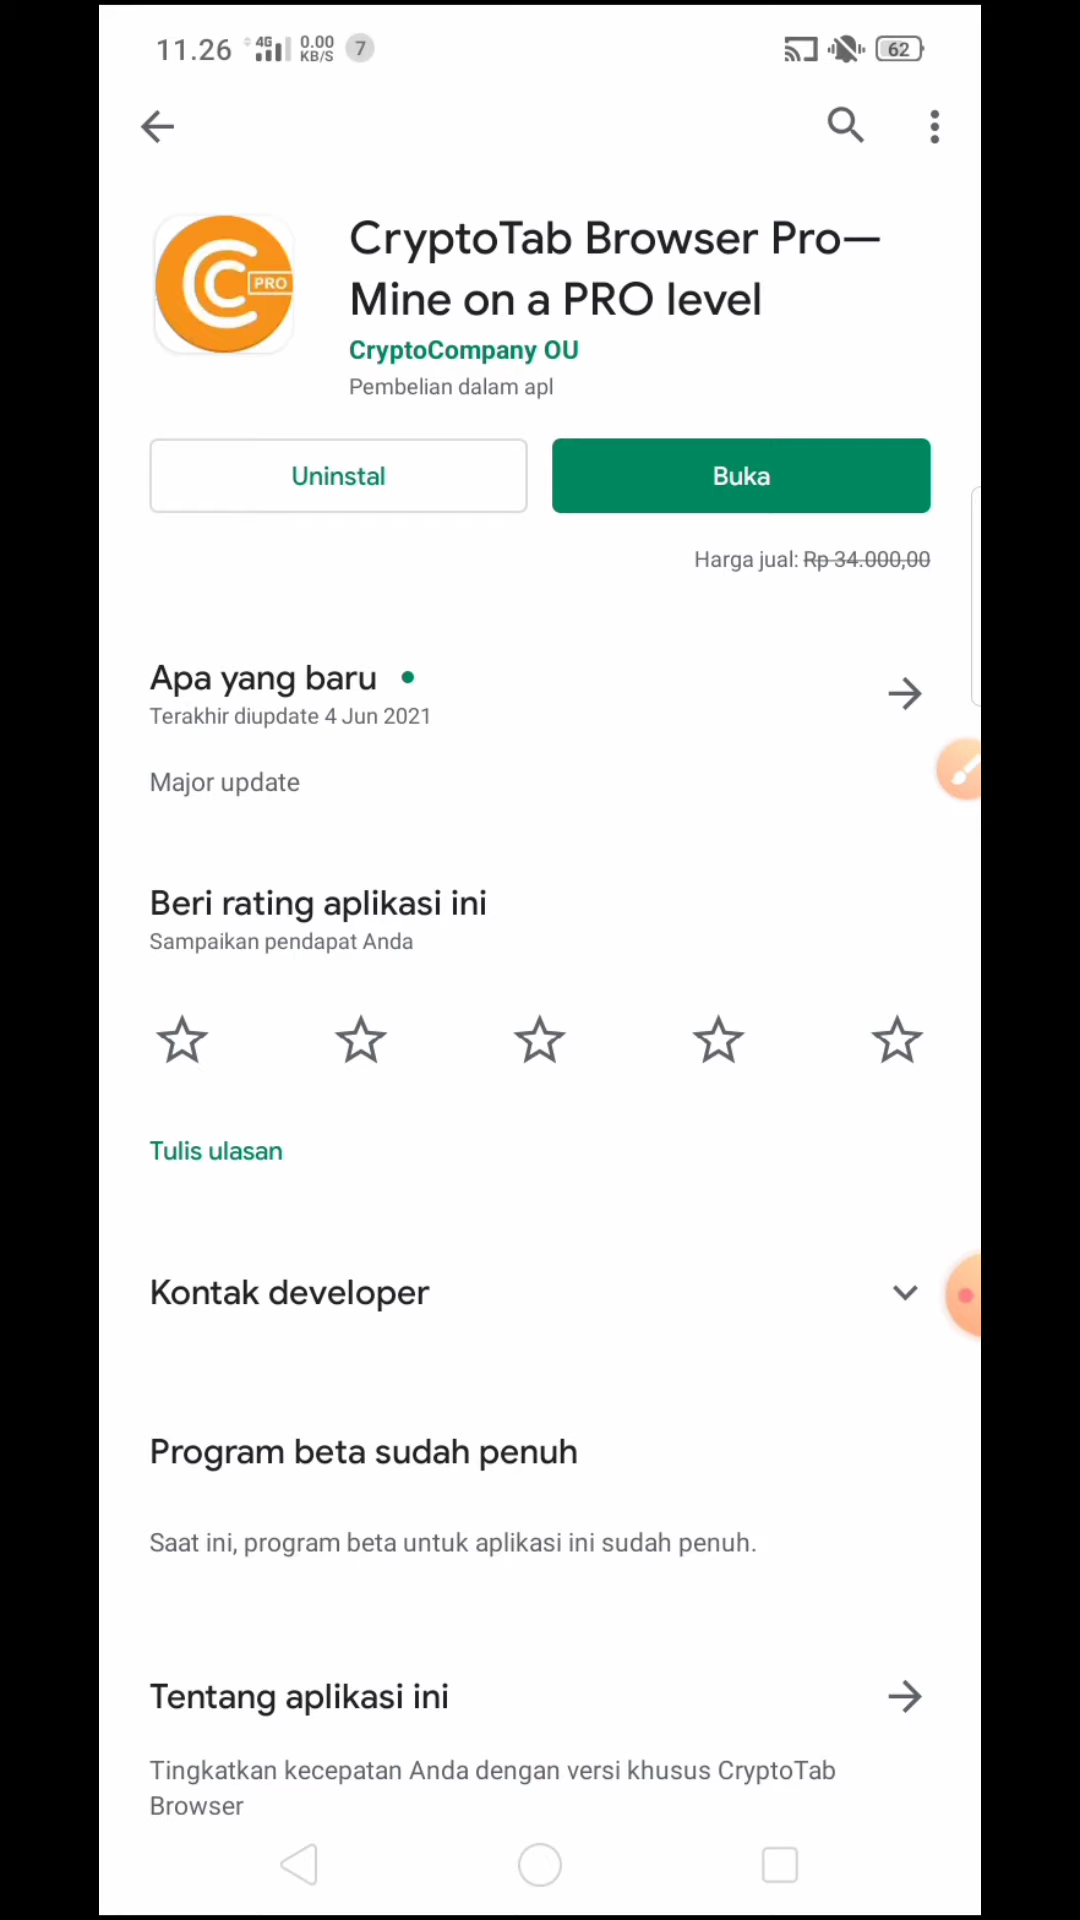 11.26 4G 0.00 KB/S 7 62
CryptoTab Browser Pro—
Mine on a PRO level
PRO
CryptoCompany OU
Pembelian dalam apl
Uninstal Buka
Harga jual: Rp 34.000,00
Apa yang baru
Terakhir diupdate 4 Jun 2021
Major update
Beri rating aplikasi ini
Sampaikan pendapat Anda
Tulis ulasan
Kontak developer
Program beta sudah penuh
Saat ini, program beta untuk aplikasi ini sudah penuh.
Tentang aplikasi ini
Tingkatkan kecepatan Anda dengan versi khusus CryptoTab
Browser